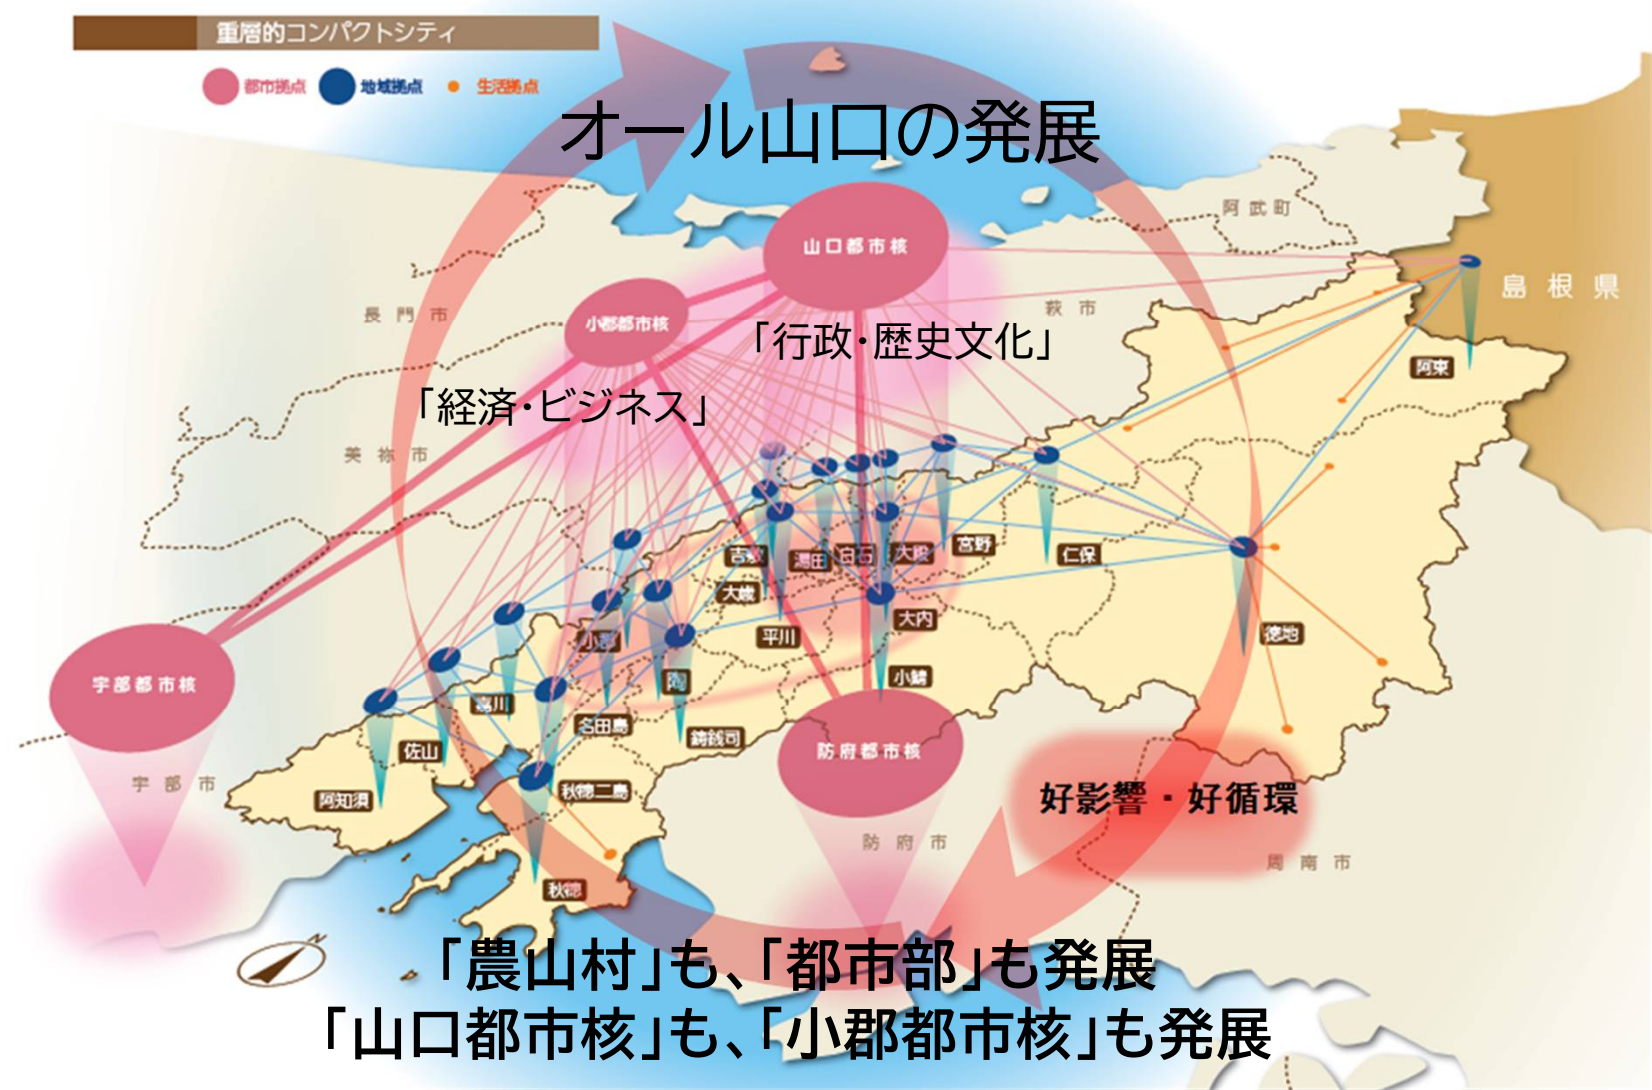 重層的コンパクトシティ
都市拠点 地域拠点 生活拠点
オール山口の発展
阿武町
山口都市核
島根県
長門市
萩市
小郡都市核
「行政・歴史文化」
阿東
「経済・ビジネス」
美祢市
吉敷 湯田 白石 大殿 宮野 仁保
大歳
大内
平川
小郡
徳地
小鯖
陶
宇部都市核
嘉川
名田島
鋳銭司
佐山
防府都市核
宇部市
秋穂二島
阿知須
好影響・好循環
防府市
周南市
秋穂
「農山村」も、「都市部」も発展
「山口都市核」も、「小郡都市核」も発展